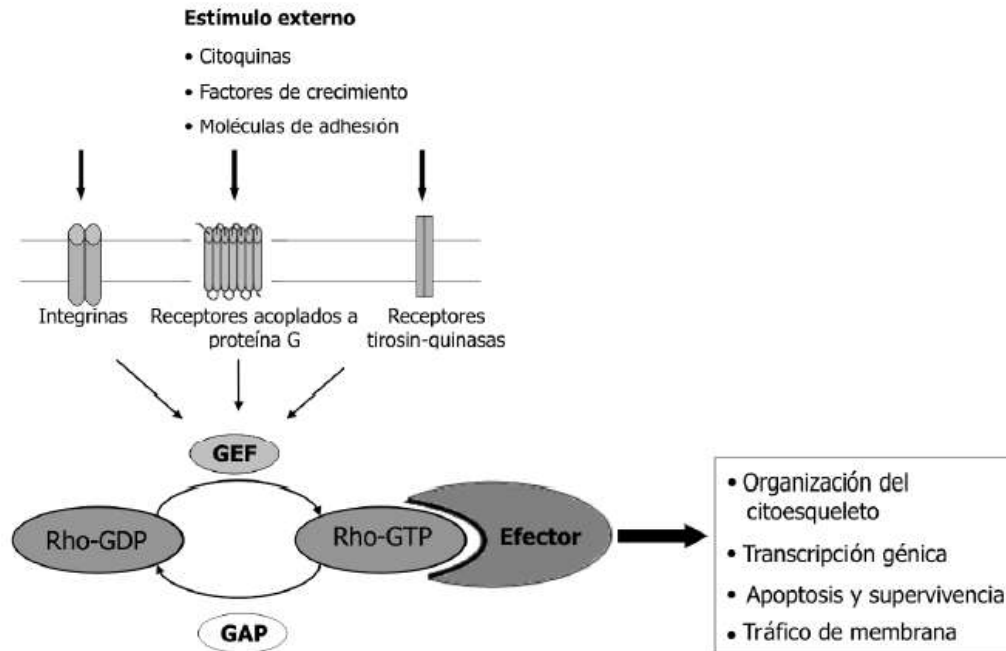 Estímulo externo
• Citoquinas
• Factores de crecimiento
• Moléculas de adhesión
Integrinas
Receptores acoplados a
proteína G
Receptores
tirosin-quinasas
GEF
Rho-GDP
Rho-GTP
Efector
GAP
• Organización del
citoesqueleto
• Transcripción génica
• Apoptosis y supervivencia
• Tráfico de membrana